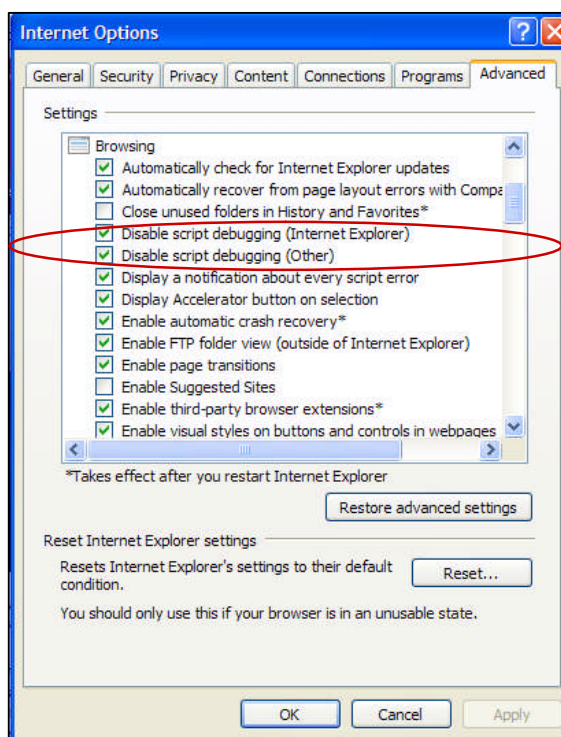 Internet Options
General Security Privacy Content Connections Programs Advanced
Settings
Browsing
Automatically check for Internet Explorer updates
Automatically recover from page layout errors with Compa
Close unused folders in History and Favorites*
Disable script debugging (Internet Explorer)
Disable script debugging (Other)
Display a notification about every script error
Display Accelerator button on selection
Enable automatic crash recovery*
Enable FTP folder view (outside of Internet Explorer)
Enable page transitions
Enable Suggested Sites
Enable third-party browser extensions*
Enable visual styles on buttons and controls in webpages
*Takes effect after you restart Internet Explorer
Restore advanced settings
Reset Internet Explorer settings
Resets Internet Explorer's settings to their default
condition.
Reset...
You should only use this if your browser is in an unusable state.
OK Cancel Apply